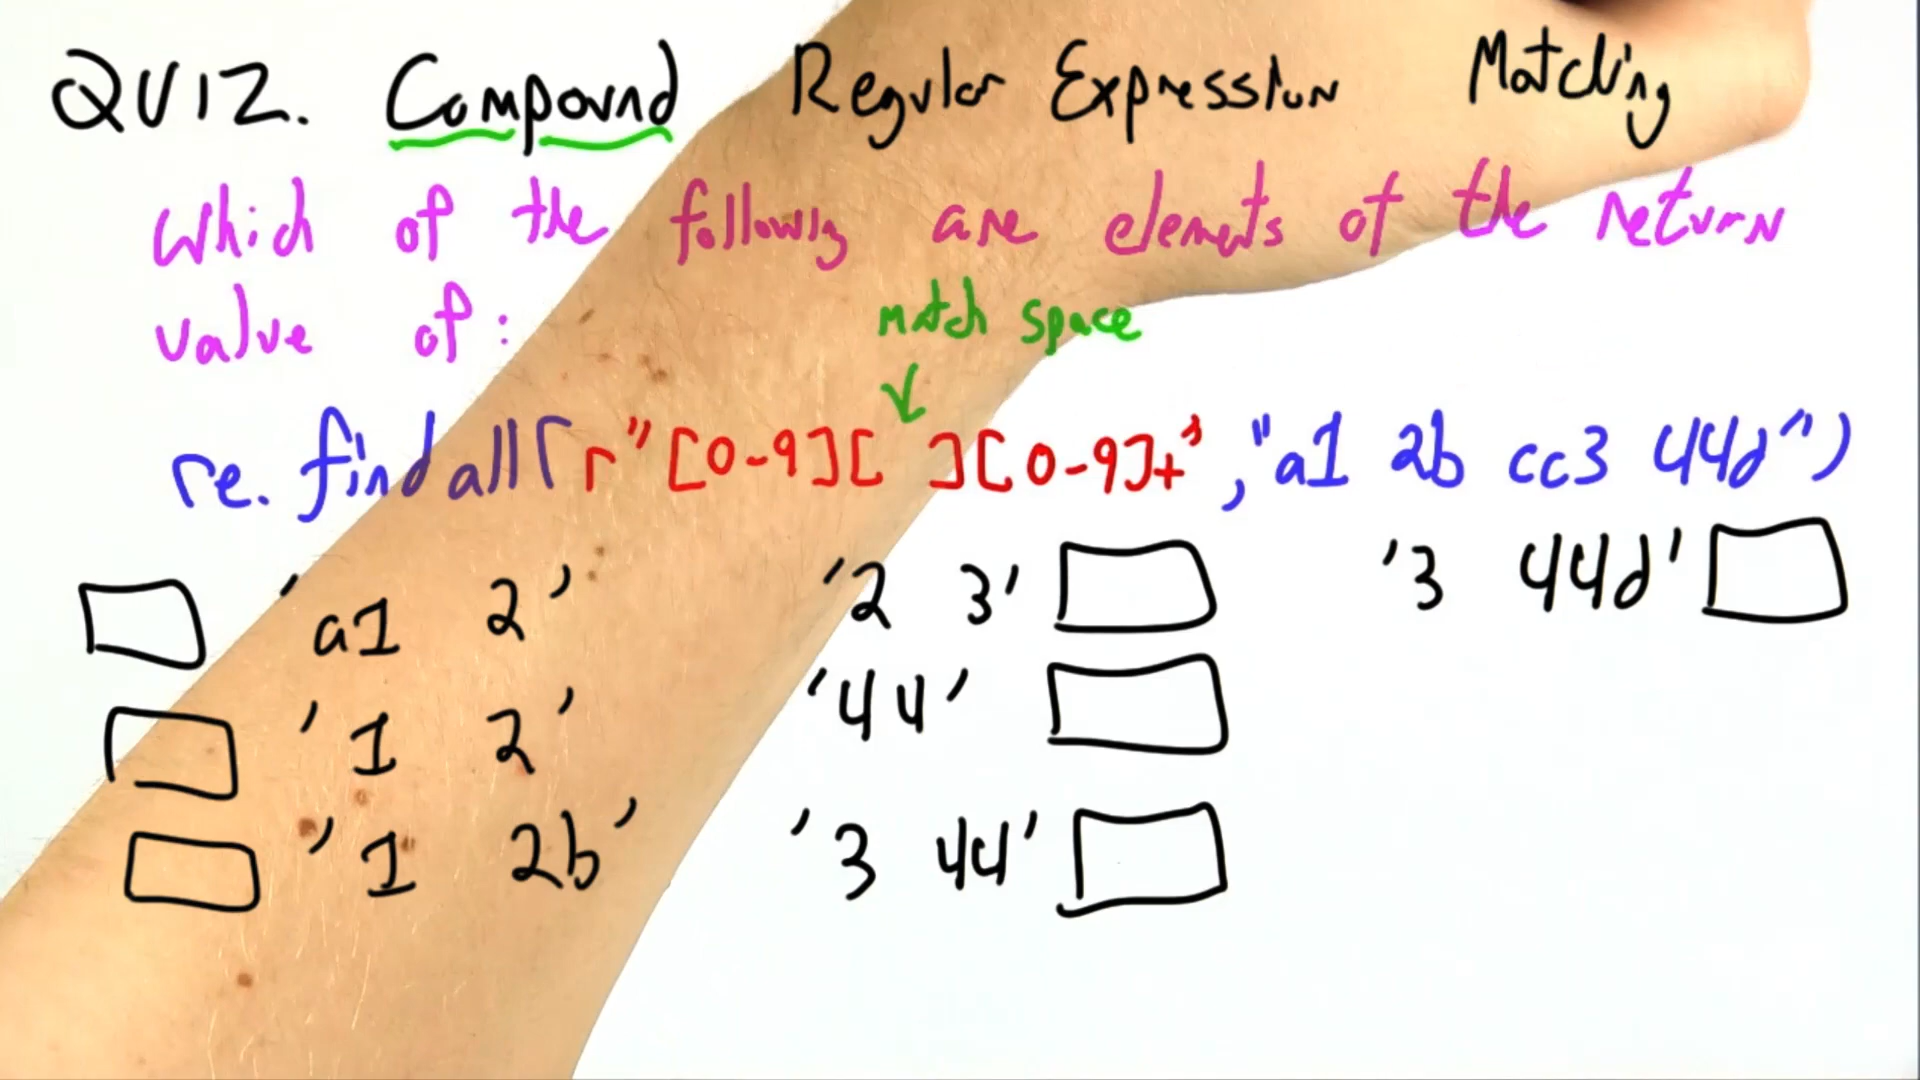 QUIZ. Compound Regular Expression Matching
Which of the following are elements of the return
value of:
match space
re.findall(r"[0-9][ ][0-9]+","a1 2b cc3 44d")
'a1 2' '2 3' '3 44d'
'1 2' '44'
'1 2b' '3 44'